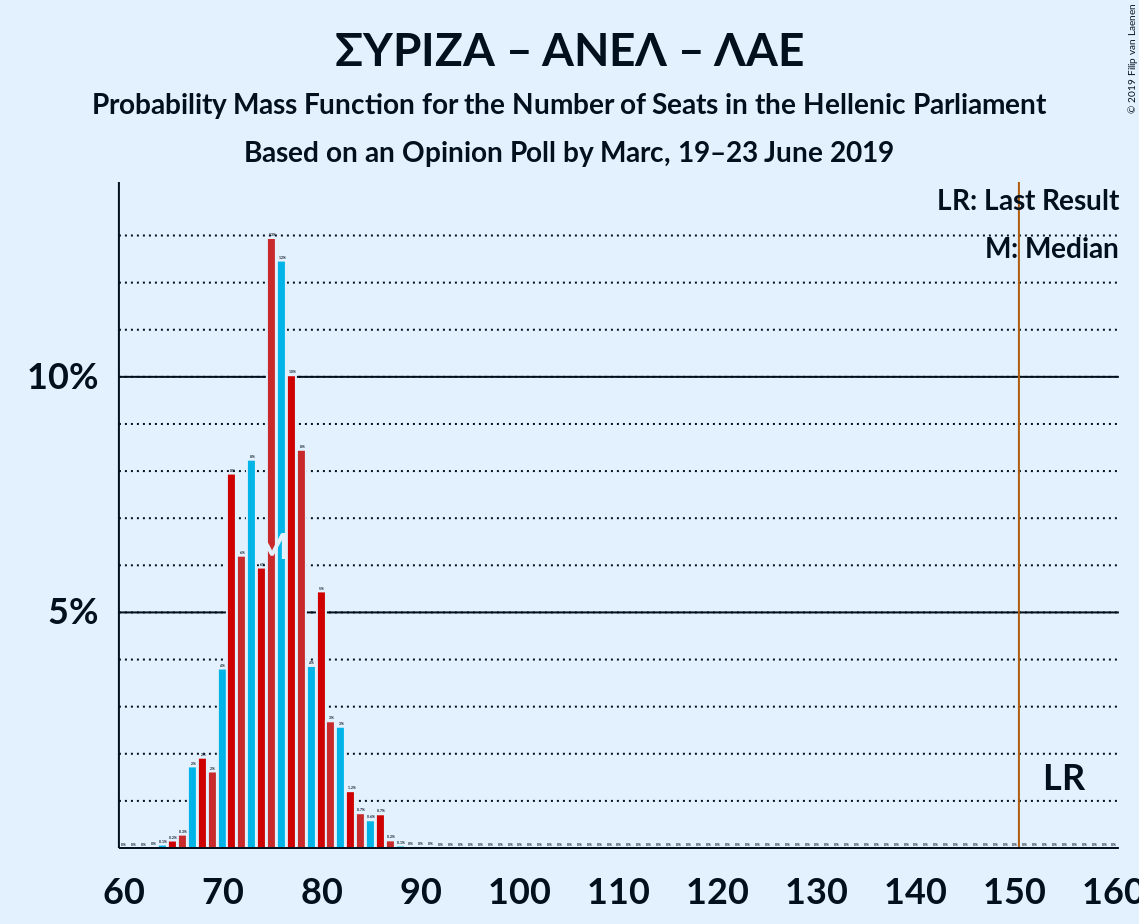 ΣΥΡΙΖΑ – ΑΝΕΛ – ΛΑΕ
Probability Mass Function for the Number of Seats in the Hellenic Parliament
Based on an Opinion Poll by Marc, 19–23 June 2019
© 2019 Filip van Laenen
LR: Last Result
M: Median
10%
5%
M
LR
60 70 80 90 100 110 120 130 140 150 160